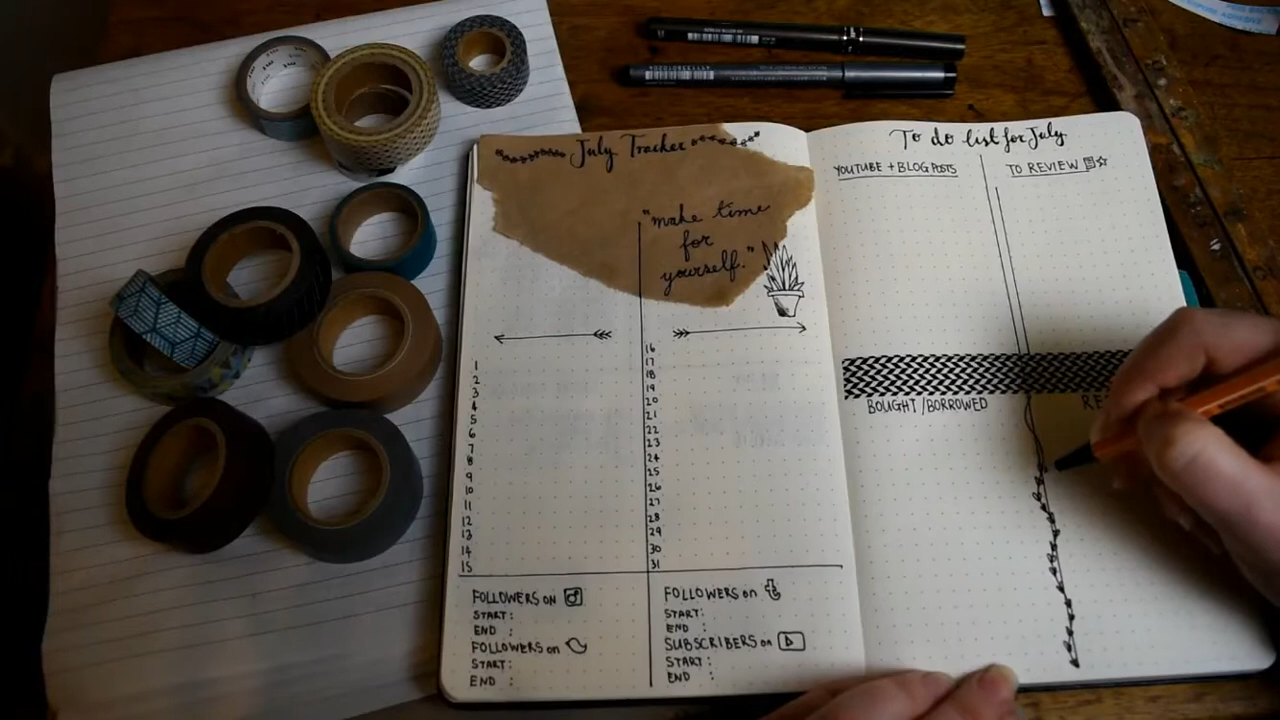 July Tracker
"make time
for
yourself."
1
2
3
4
5
6
7
8
9
10
11
12
13
14
15
16
17
18
19
20
21
22
23
24
25
26
27
28
29
30
31
FOLLOWERS on
START:
END :
FOLLOWERS on
START:
END :
FOLLOWERS on t
START:
END :
SUBSCRIBERS on
START:
END :
To do list for July
YOUTUBE + BLOG POSTS
TO REVIEW
BOUGHT/BORROWED